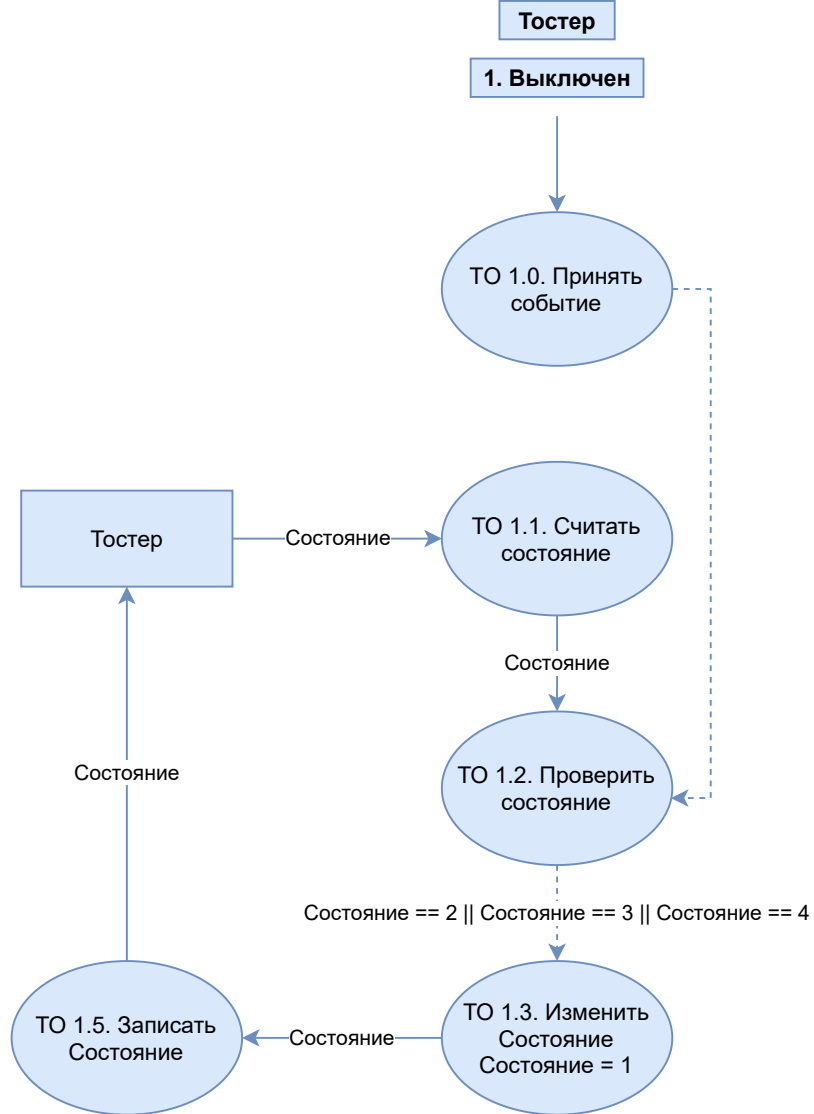 Тостер
1. Выключен
ТО 1.0. Принять
событие
Тостер
Состояние
ТО 1.1. Считать
состояние
Состояние
Состояние
ТО 1.2. Проверить
состояние
Состояние == 2 || Состояние == 3 || Состояние == 4
ТО 1.5. Записать
Состояние
Состояние
ТО 1.3. Изменить
Состояние
Состояние = 1